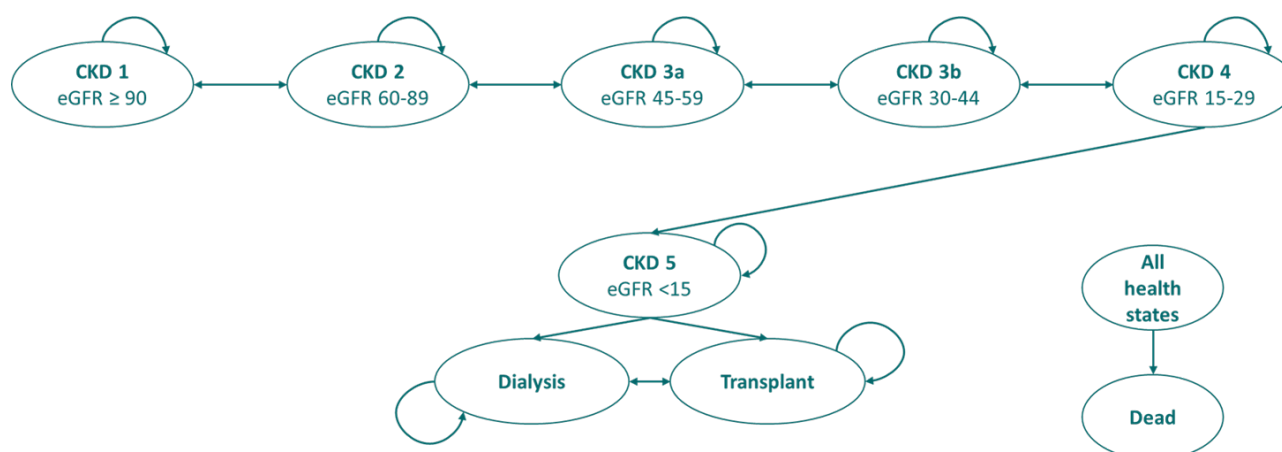 CKD 1
eGFR ≥ 90
CKD 2
eGFR 60-89
CKD 3a
eGFR 45-59
CKD 3b
eGFR 30-44
CKD 4
eGFR 15-29
CKD 5
eGFR <15
All
health
states
Dialysis
Transplant
Dead